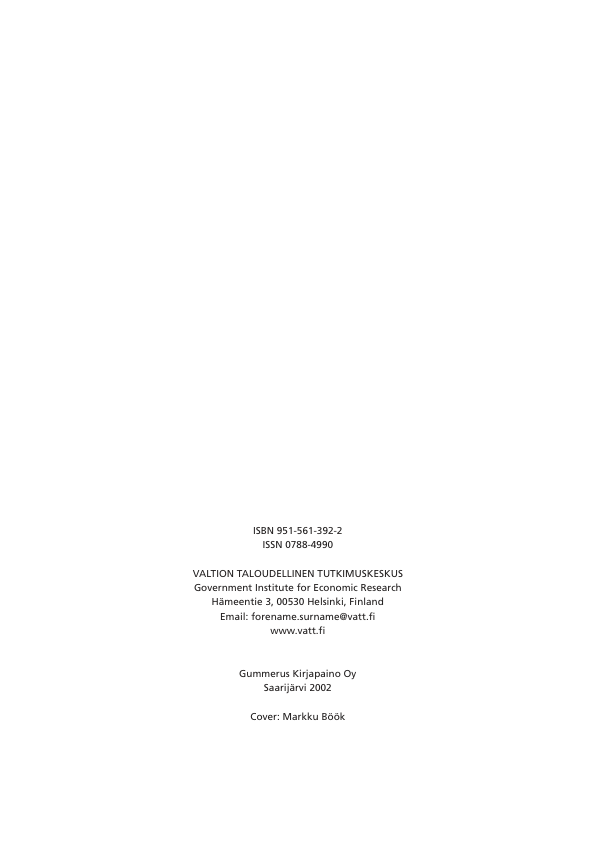 ISBN 951-561-392-2
ISSN 0788-4990
VALTION TALOUDELLINEN TUTKIMUSKESKUS
Government Institute for Economic Research
Hämeentie 3, 00530 Helsinki, Finland
Email: forename.surname@vatt.fi
www.vatt.fi
Gummerus Kirjapaino Oy
Saarijärvi 2002
Cover: Markku Böök